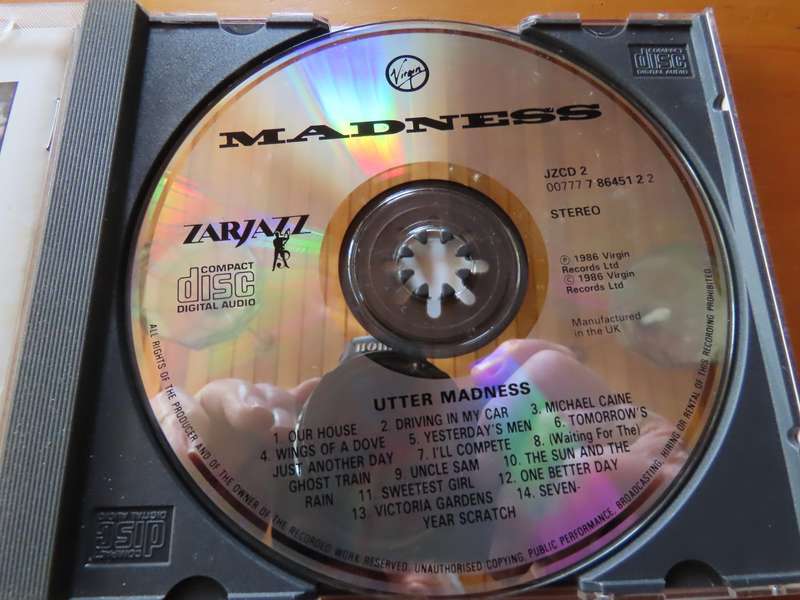 COMPACT
disc
DIGITAL AUDIO
Virgin
MADNESS
JZCD 2
00777 7 86451 2 2
STEREO
ZARJAZZ
COMPACT
disc
DIGITAL AUDIO
℗ 1986 Virgin
Records Ltd
© 1986 Virgin
Records Ltd
Manufactured
in the UK
UTTER MADNESS
1 OUR HOUSE 2 DRIVING IN MY CAR 3. MICHAEL CAINE
4. WINGS OF A DOVE 5. YESTERDAY'S MEN 6. TOMORROW'S
JUST ANOTHER DAY 7. I'LL COMPETE 8. (Waiting For The)
GHOST TRAIN 9 UNCLE SAM 10. THE SUN AND THE
RAIN 11 SWEETEST GIRL 12. ONE BETTER DAY
13 VICTORIA GARDENS 14. SEVEN-
YEAR SCRATCH
ALL RIGHTS OF THE PRODUCER AND OF THE OWNER OF THE RECORDED WORK RESERVED. UNAUTHORISED COPYING, PUBLIC PERFORMANCE, BROADCASTING, HIRING OR RENTAL OF THIS RECORDING PROHIBITED.
COMPACT
disc
DIGITAL AUDIO